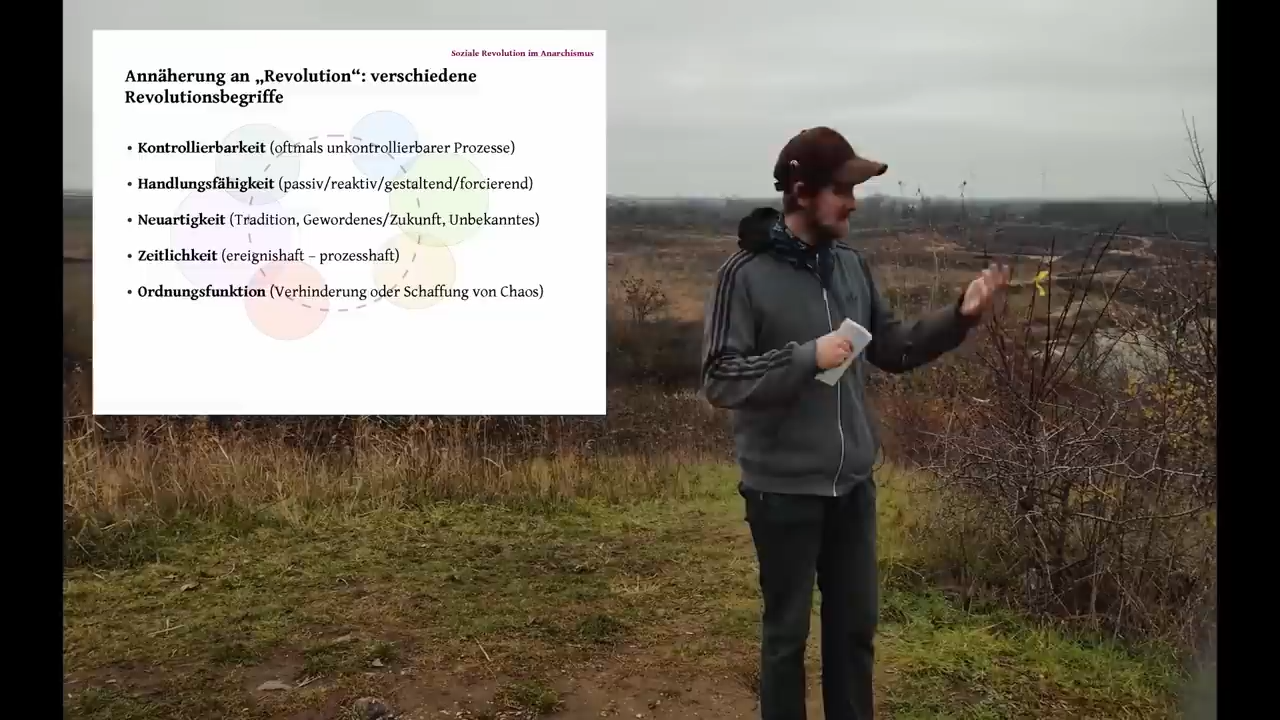 Soziale Revolution im Anarchismus
Annäherung an „Revolution“: verschiedene
Revolutionsbegriffe
• Kontrollierbarkeit (oftmals unkontrollierbarer Prozesse)
• Handlungsfähigkeit (passiv/reaktiv/gestaltend/forcierend)
• Neuartigkeit (Tradition, Gewordenes/Zukunft, Unbekanntes)
• Zeitlichkeit (ereignishaft – prozesshaft)
• Ordnungsfunktion (Verhinderung oder Schaffung von Chaos)